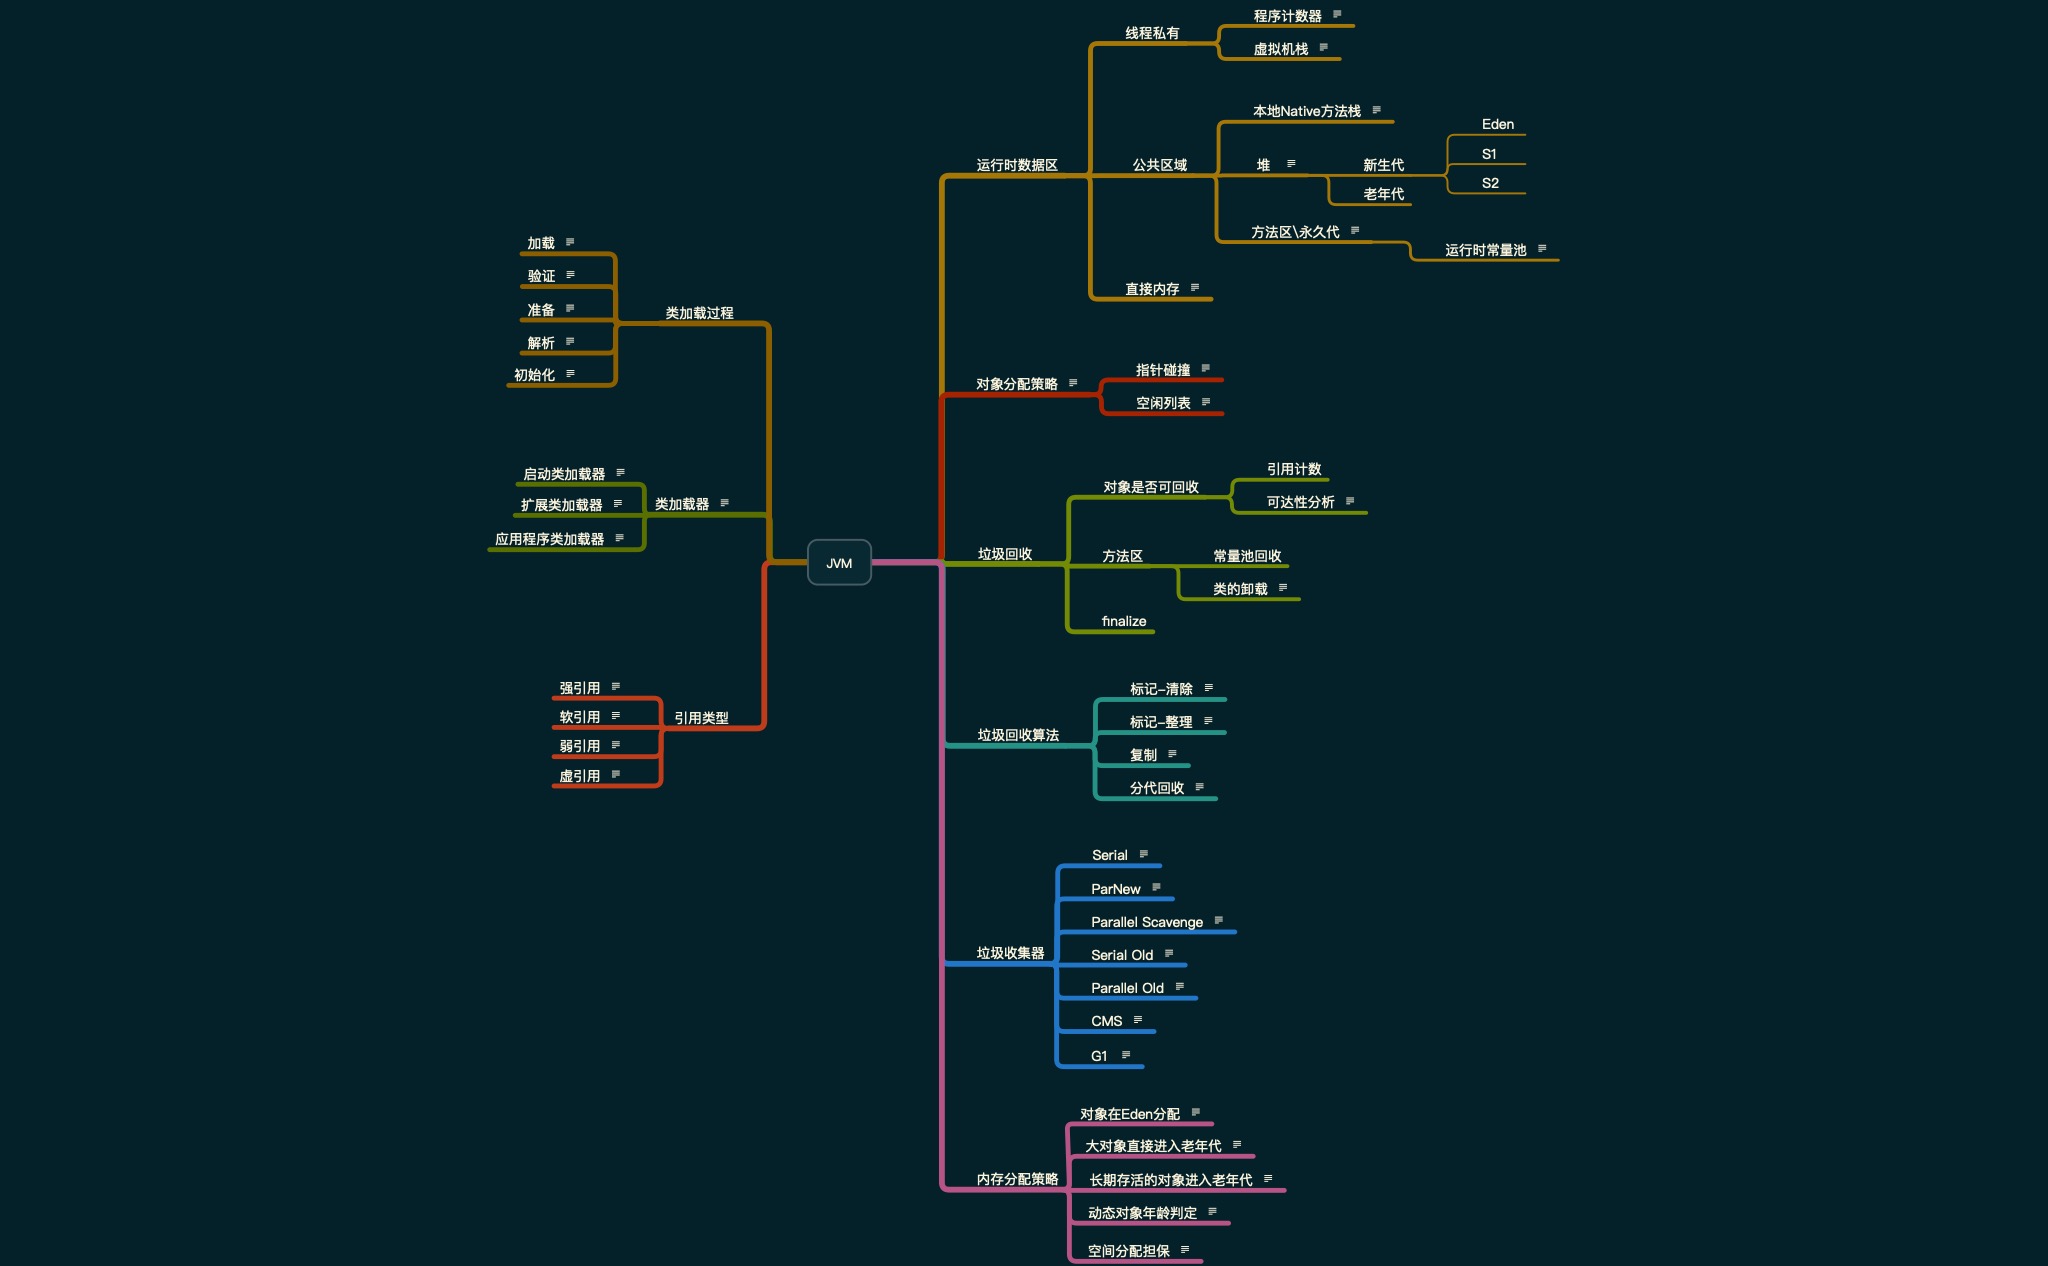 JVM
类加载过程
加载
验证
准备
解析
初始化
类加载器
启动类加载器
扩展类加载器
应用程序类加载器
引用类型
强引用
软引用
弱引用
虚引用
运行时数据区
线程私有
程序计数器
虚拟机栈
公共区域
本地Native方法栈
堆
新生代
Eden
S1
S2
老年代
方法区\永久代
运行时常量池
直接内存
对象分配策略
指针碰撞
空闲列表
垃圾回收
对象是否可回收
引用计数
可达性分析
方法区
常量池回收
类的卸载
finalize
垃圾回收算法
标记-清除
标记-整理
复制
分代回收
垃圾收集器
Serial
ParNew
Parallel Scavenge
Serial Old
Parallel Old
CMS
G1
内存分配策略
对象在Eden分配
大对象直接进入老年代
长期存活的对象进入老年代
动态对象年龄判定
空间分配担保